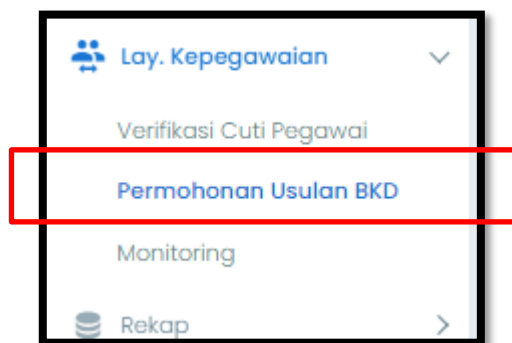 Lay. Kepegawaian
Verifikasi Cuti Pegawai
Permohonan Usulan BKD
Monitoring
Rekap